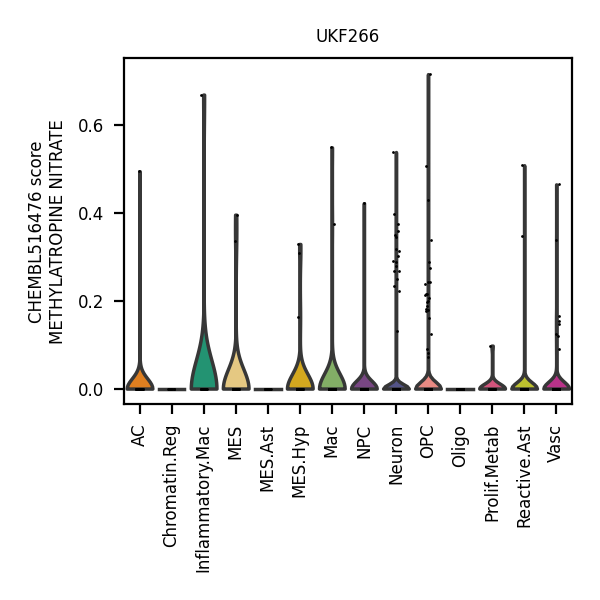 UKF266
CHEMBL516476 score
METHYLATROPINE NITRATE
0.6
0.4
0.2
0.0
AC
Chromatin.Reg
Inflammatory.Mac
MES
MES.Ast
MES.Hyp
Mac
NPC
Neuron
OPC
Oligo
Prolif.Metab
Reactive.Ast
Vasc